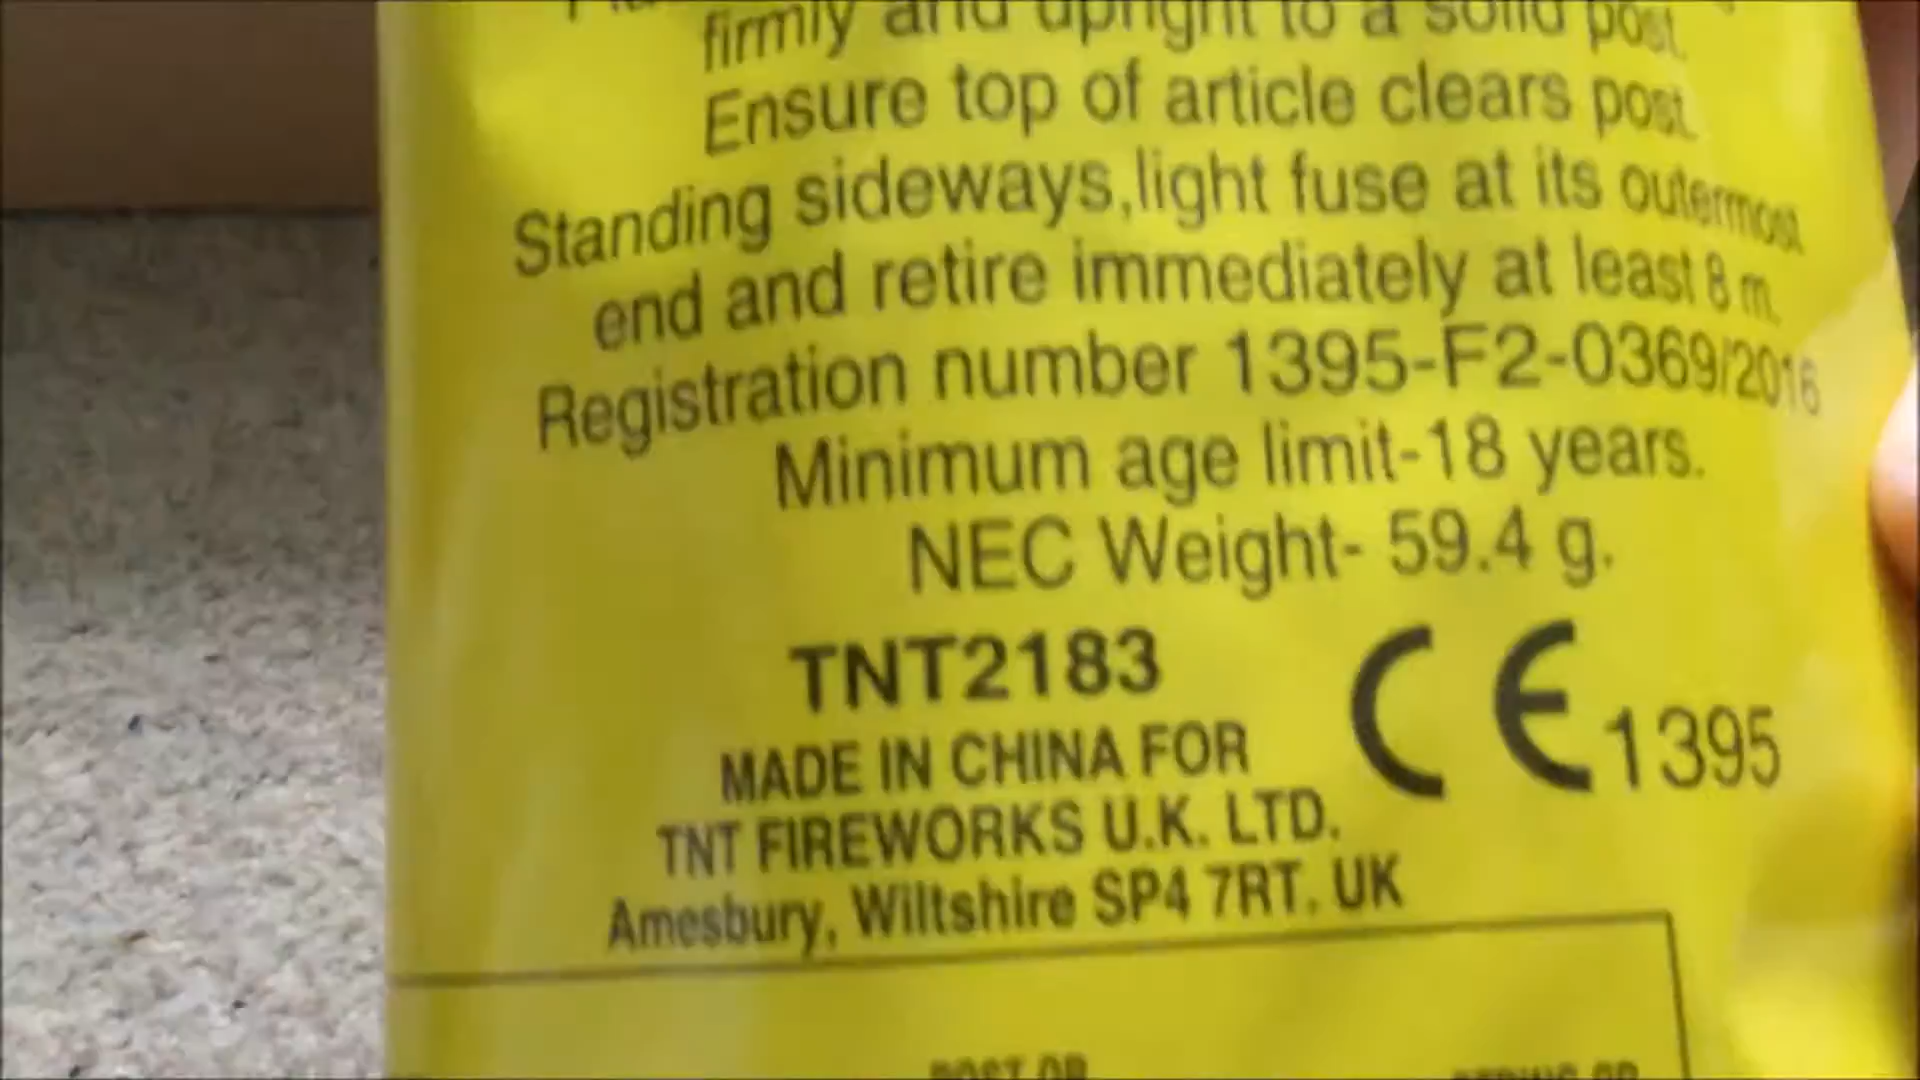 firmly and upright to a solid post.
Ensure top of article clears post.
Standing sideways,light fuse at its outermost
end and retire immediately at least 8 m.
Registration number 1395-F2-0369/2016
Minimum age limit-18 years.
NEC Weight- 59.4 g.
TNT2183
CE 1395
MADE IN CHINA FOR
TNT FIREWORKS U.K. LTD.
Amesbury, Wiltshire SP4 7RT. UK
POST OR